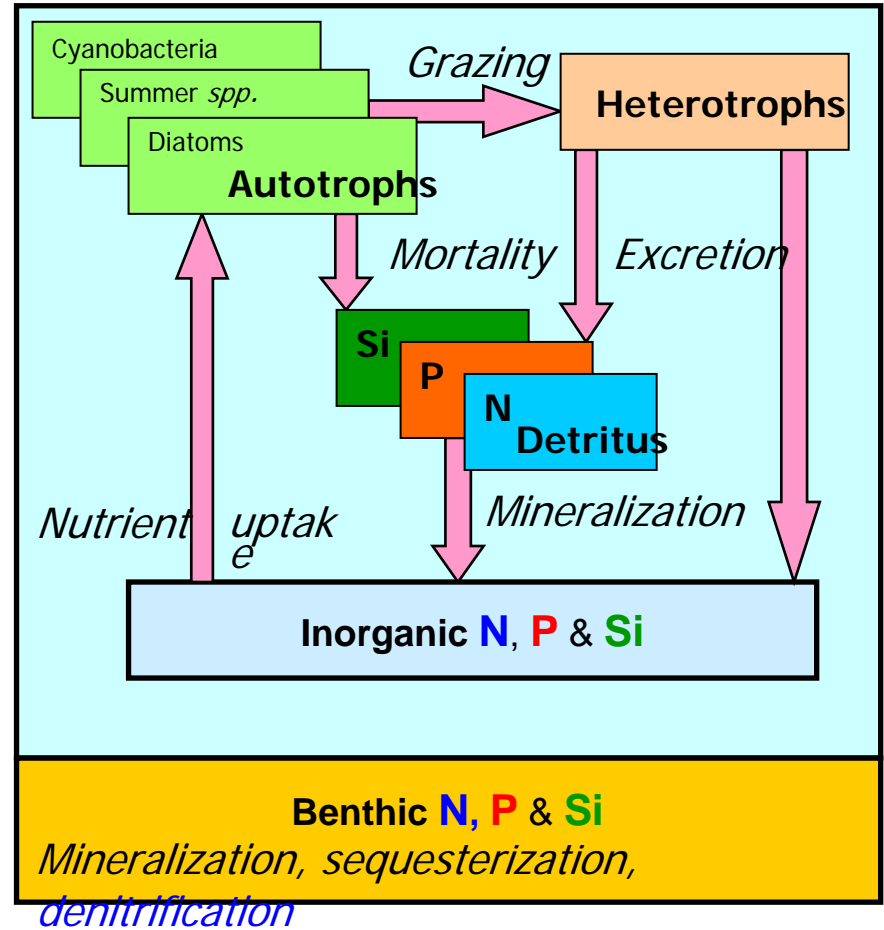 Cyanobacteria
Grazing
Summer spp.
Heterotrophs
Diatoms
Autotrophs
Mortality
Excretion
Si
P
N
Detritus
Nutrient uptak
e
Mineralization
Inorganic N, P & Si
Benthic N, P & Si
Mineralization, sequesterization,
denitrification